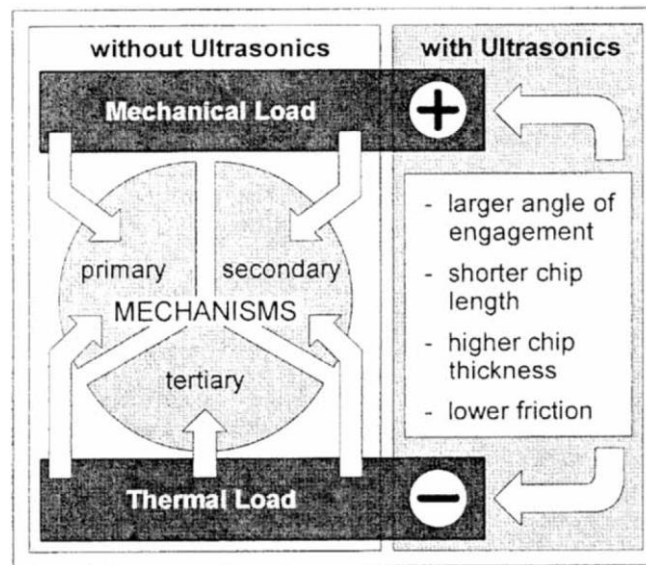 without Ultrasonics
with Ultrasonics
Mechanical Load
+
primary
secondary
MECHANISMS
tertiary
- larger angle of
engagement
- shorter chip
length
- higher chip
thickness
- lower friction
Thermal Load
−